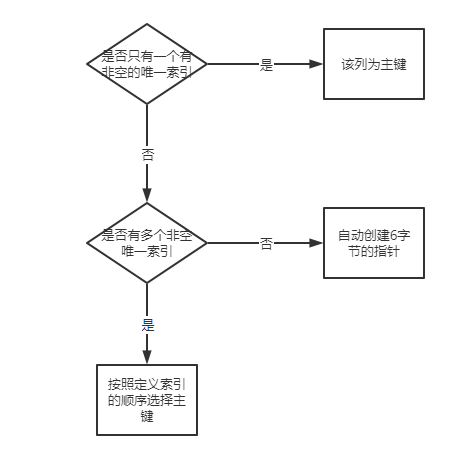 是否只有一个有
非空的唯一索引
是
该列为主键
否
是否有多个非空
唯一索引
否
自动创建6字
节的指针
是
按照定义索引
的顺序选择主
键